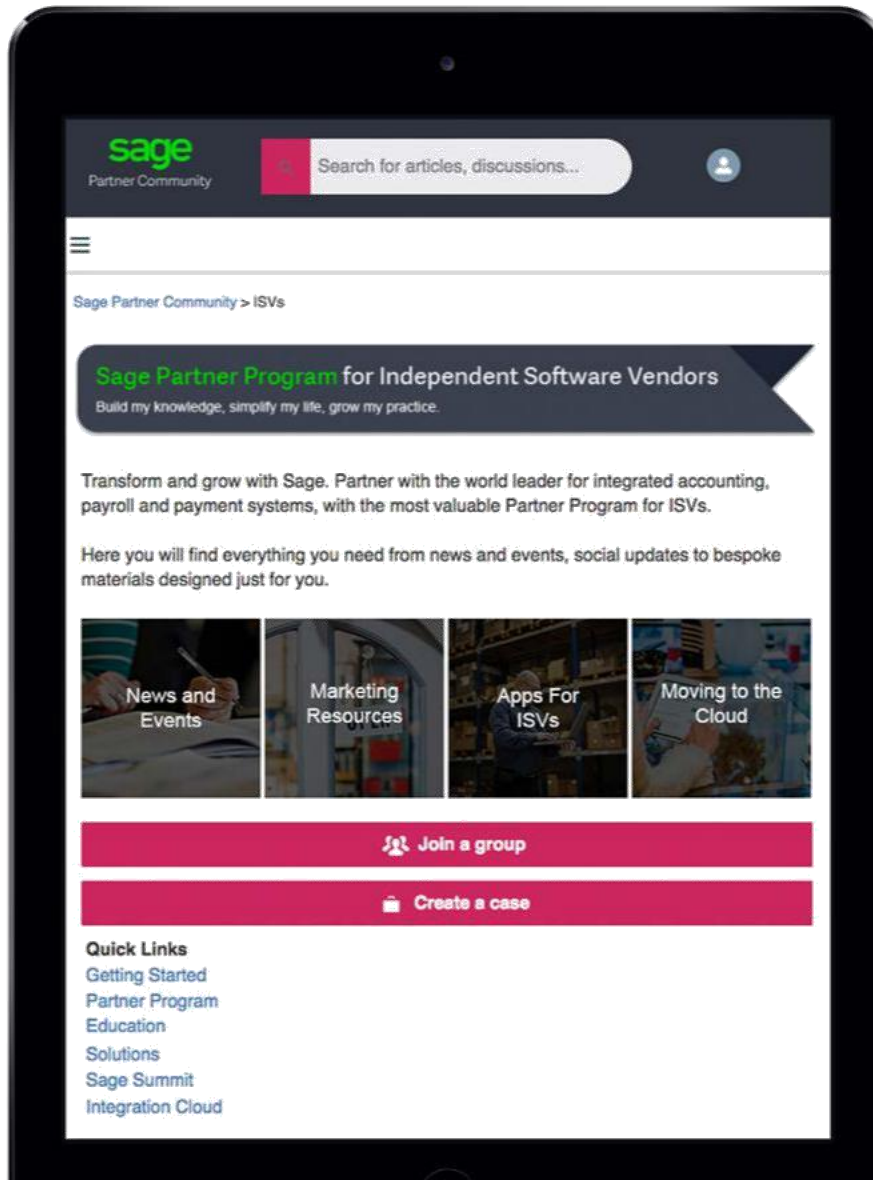 sage
Partner Community
Search for articles, discussions...
Sage Partner Community > ISVs
Sage Partner Program for Independent Software Vendors
Build my knowledge, simplify my life, grow my practice.
Transform and grow with Sage. Partner with the world leader for integrated accounting,
payroll and payment systems, with the most valuable Partner Program for ISVs.
Here you will find everything you need from news and events, social updates to bespoke
materials designed just for you.
News and
Events
Marketing
Resources
Apps For
ISVs
Moving to the
Cloud
Join a group
Create a case
Quick Links
Getting Started
Partner Program
Education
Solutions
Sage Summit
Integration Cloud